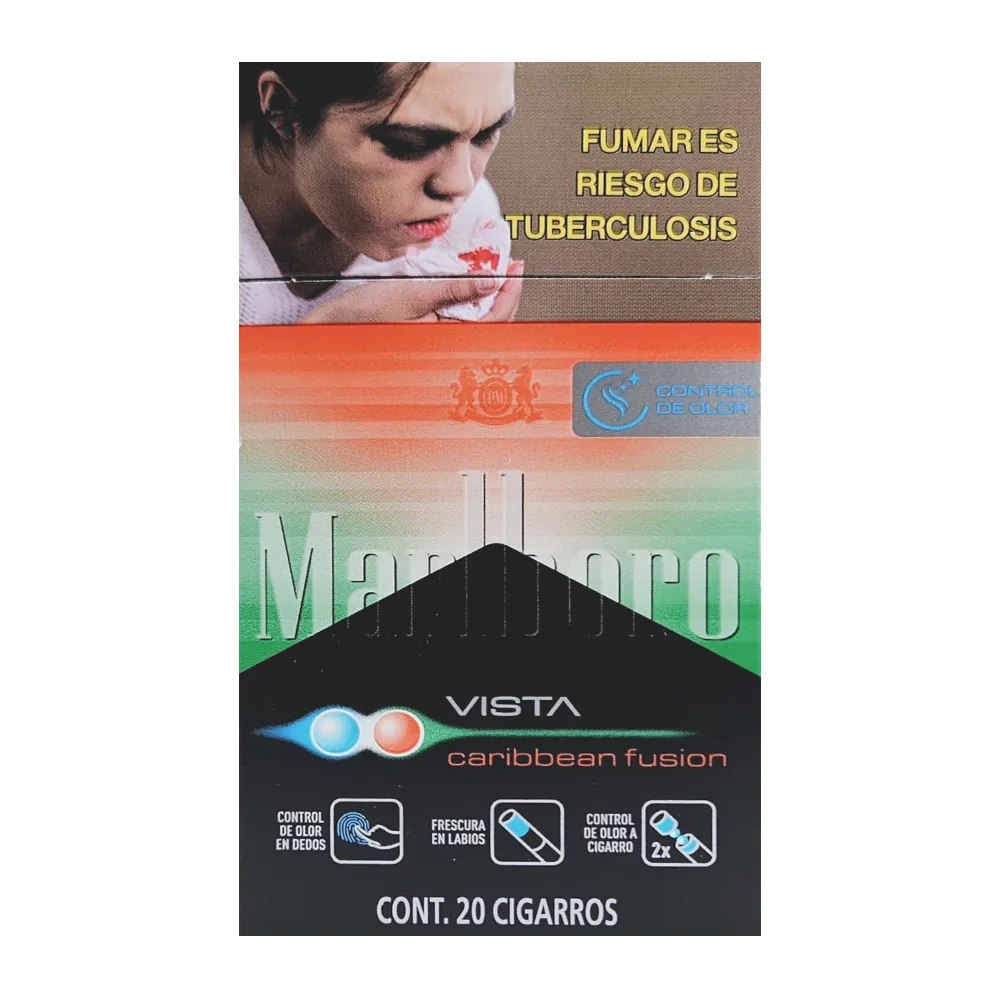 FUMAR ES
RIESGO DE
TUBERCULOSIS
PM
CONTROL
DE OLOR
Marlboro
VISTA
caribbean fusion
CONTROL
DE OLOR
EN DEDOS
FRESCURA
EN LABIOS
CONTROL
DE OLOR A
CIGARRO
2x
CONT. 20 CIGARROS